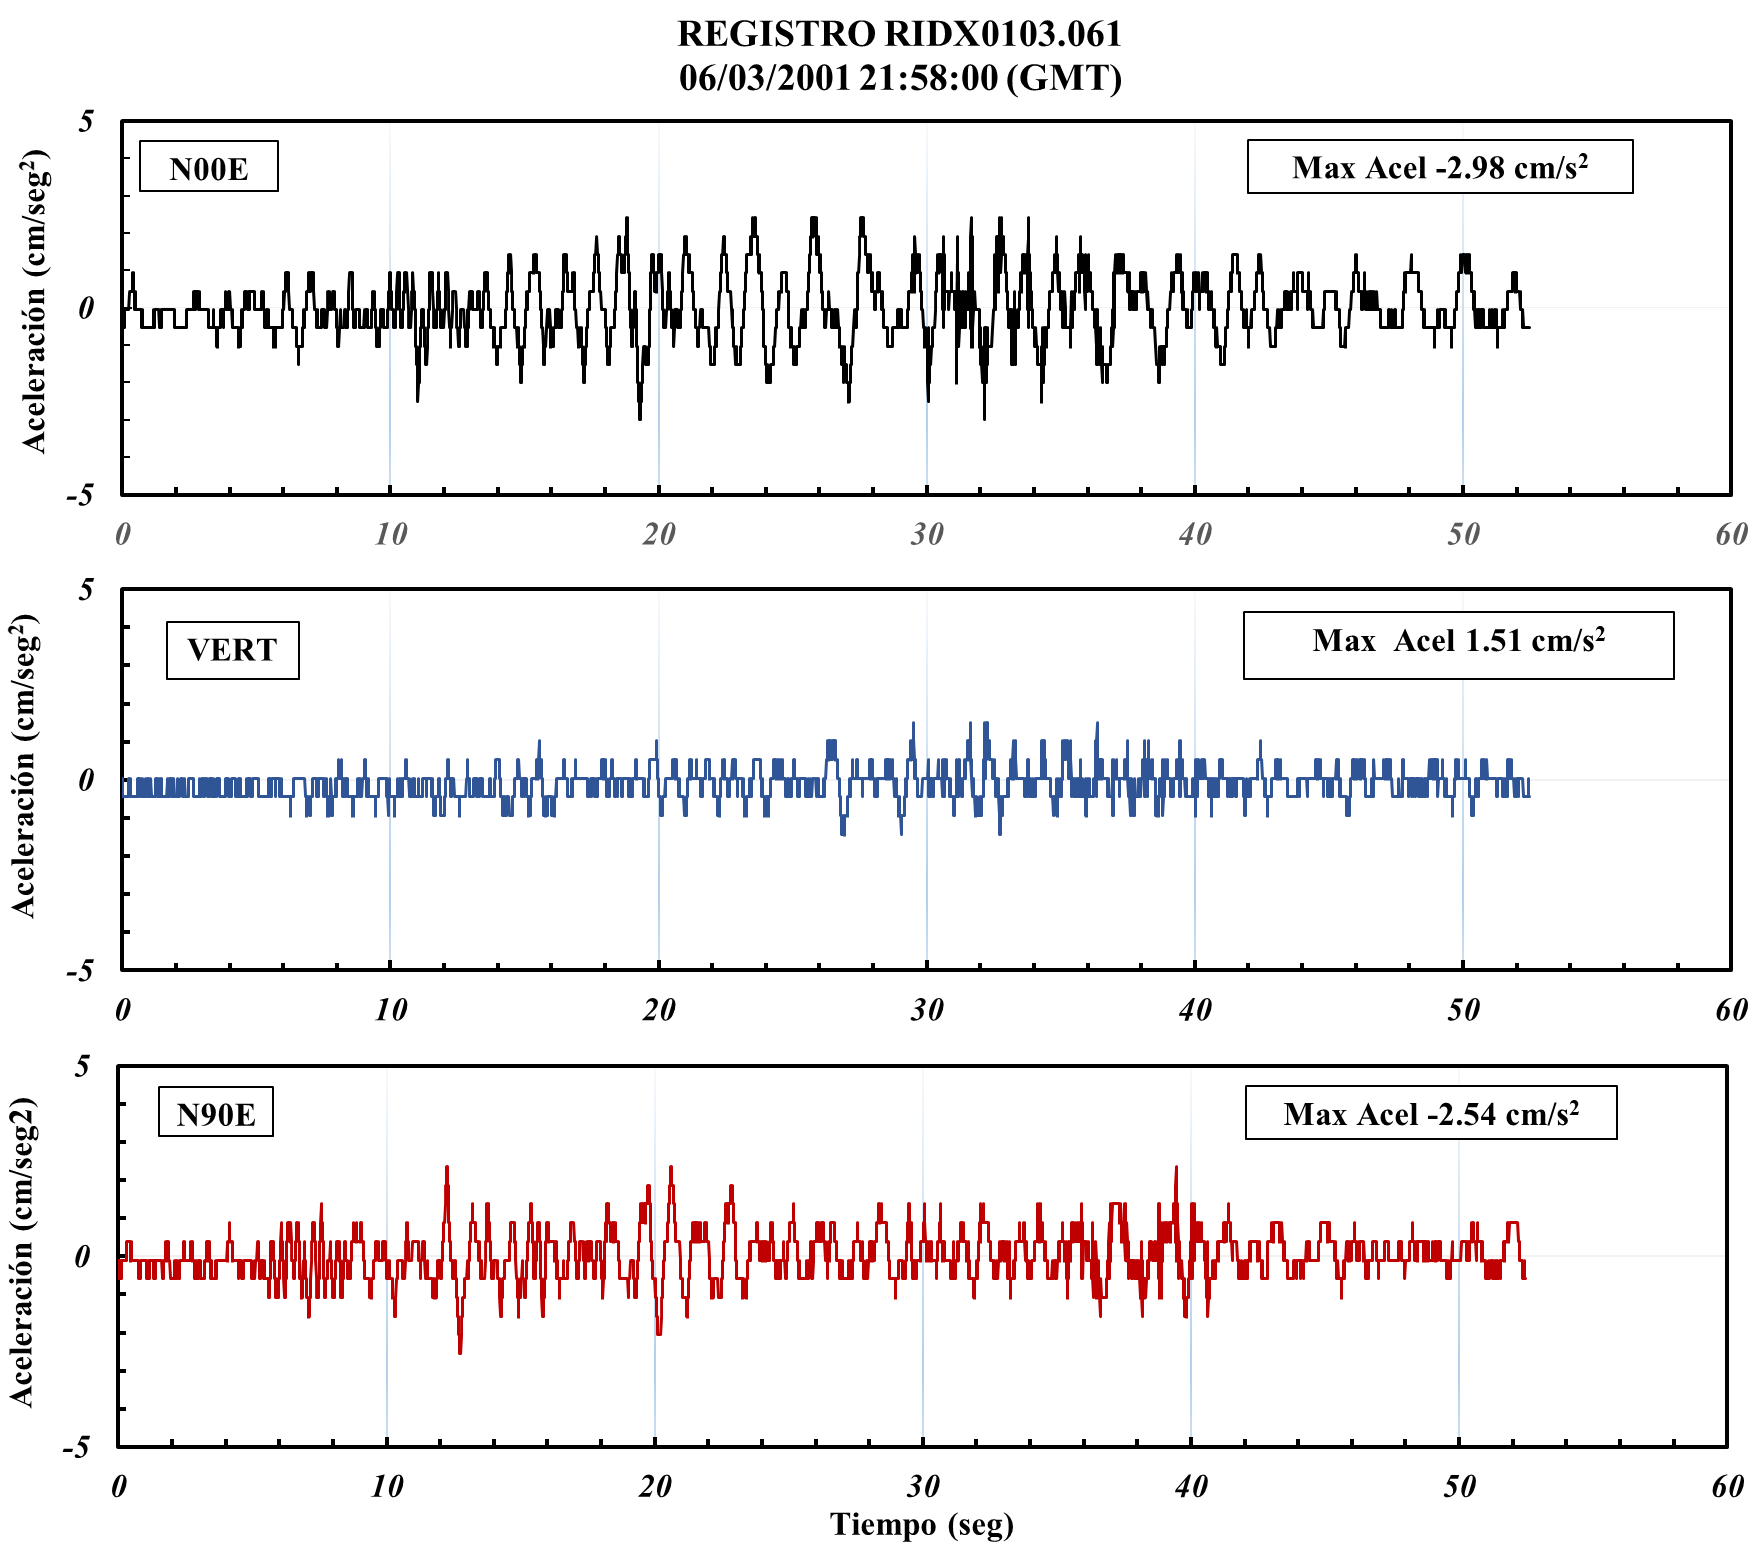 REGISTRO RIDX0103.061
06/03/2001 21:58:00 (GMT)
5
N00E
Max Acel -2.98 cm/s²
Aceleración (cm/seg²)
0
-5
0 10 20 30 40 50 60
5
VERT
Max  Acel 1.51 cm/s²
Aceleración (cm/seg²)
0
-5
0 10 20 30 40 50 60
5
N90E
Max Acel -2.54 cm/s²
Aceleración (cm/seg2)
0
-5
0 10 20 30 40 50 60
Tiempo (seg)